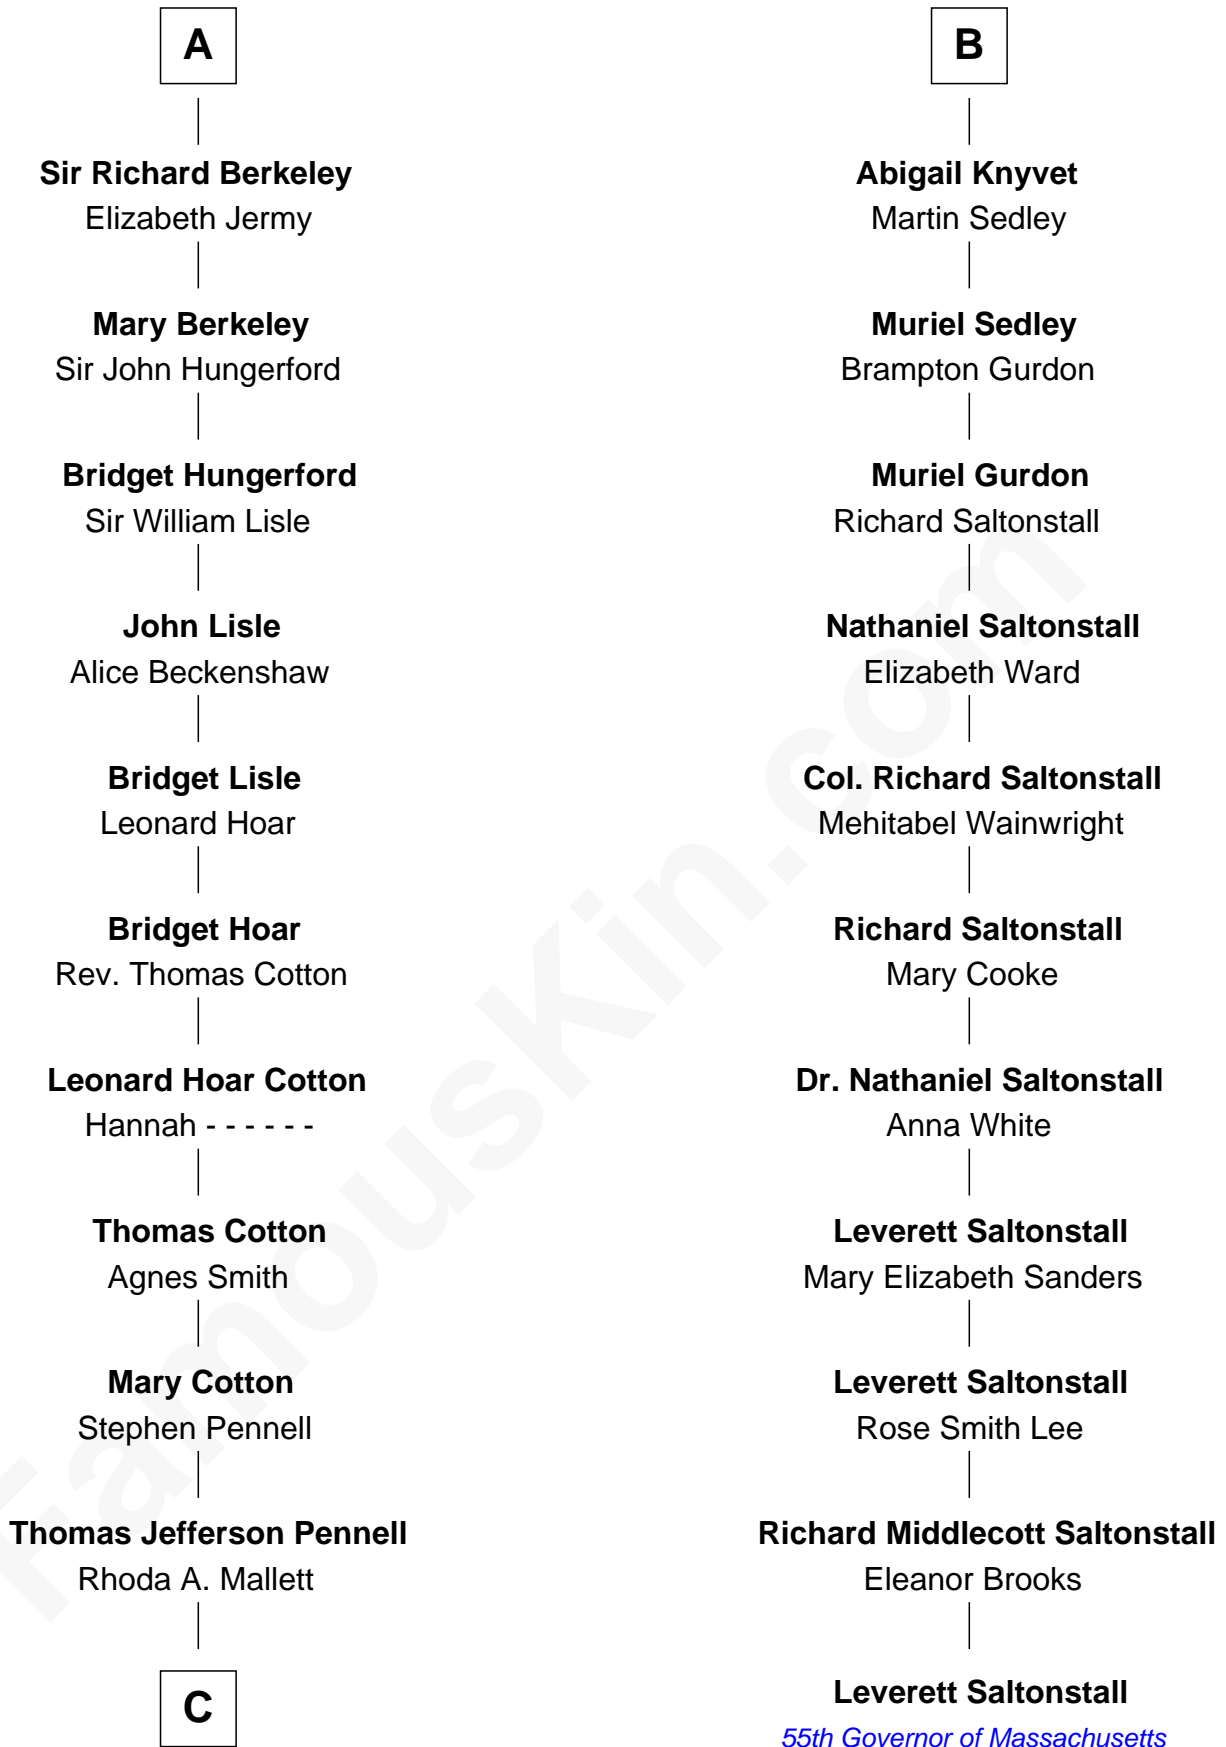 A
Sir Richard Berkeley
Elizabeth Jermy
Mary Berkeley
Sir John Hungerford
Bridget Hungerford
Sir William Lisle
John Lisle
Alice Beckenshaw
Bridget Lisle
Leonard Hoar
Bridget Hoar
Rev. Thomas Cotton
Leonard Hoar Cotton
Hannah - - - - - -
Thomas Cotton
Agnes Smith
Mary Cotton
Stephen Pennell
Thomas Jefferson Pennell
Rhoda A. Mallett
C
B
Abigail Knyvet
Martin Sedley
Muriel Sedley
Brampton Gurdon
Muriel Gurdon
Richard Saltonstall
Nathaniel Saltonstall
Elizabeth Ward
Col. Richard Saltonstall
Mehitabel Wainwright
Richard Saltonstall
Mary Cooke
Dr. Nathaniel Saltonstall
Anna White
Leverett Saltonstall
Mary Elizabeth Sanders
Leverett Saltonstall
Rose Smith Lee
Richard Middlecott Saltonstall
Eleanor Brooks
Leverett Saltonstall
55th Governor of Massachusetts
FamousKin.com